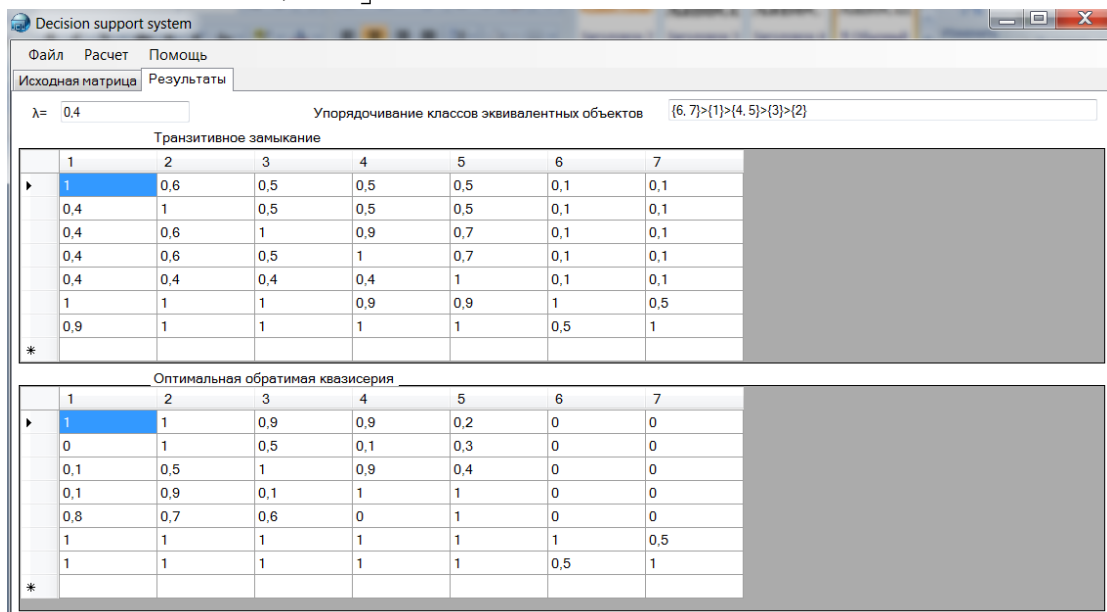 Decision support system
Файл Расчет Помощь
Исходная матрица Результаты
λ= 0,4 Упорядочивание классов эквивалентных объектов {6, 7}>{1}>{4, 5}>{3}>{2}
Транзитивное замыкание
1 2 3 4 5 6 7
1 0,6 0,5 0,5 0,5 0,1 0,1
0,4 1 0,5 0,5 0,5 0,1 0,1
0,4 0,6 1 0,9 0,7 0,1 0,1
0,4 0,6 0,5 1 0,7 0,1 0,1
0,4 0,4 0,4 0,4 1 0,1 0,1
1 1 1 0,9 0,9 1 0,5
0,9 1 1 1 1 0,5 1
Оптимальная обратимая квазисерия
1 2 3 4 5 6 7
1 1 0,9 0,9 0,2 0 0
0 1 0,5 0,1 0,3 0 0
0,1 0,5 1 0,9 0,4 0 0
0,1 0,9 0,1 1 1 0 0
0,8 0,7 0,6 0 1 0 0
1 1 1 1 1 1 0,5
1 1 1 1 1 0,5 1